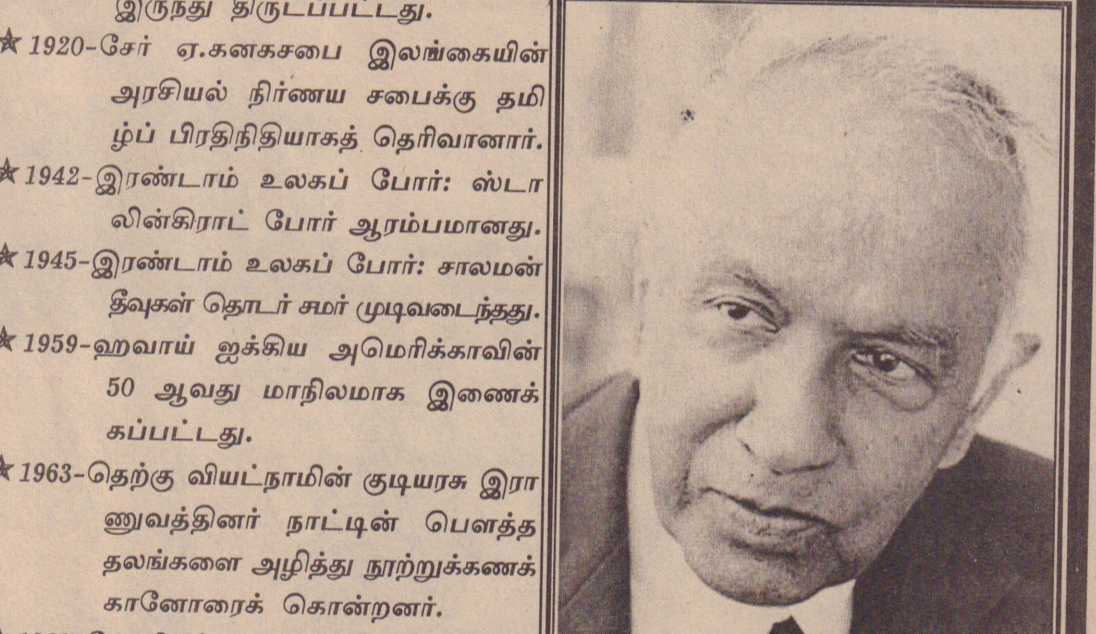 இருந்து திருடப்பட்டது.
★ 1920-சேர் ஏ.கனகசபை இலங்கையின்
அரசியல் நிர்ணய சபைக்கு தமி
ழ்ப் பிரதிநிதியாகத் தெரிவானார்.
★ 1942-இரண்டாம் உலகப் போர்: ஸ்டா
லின்கிராட் போர் ஆரம்பமானது.
★ 1945-இரண்டாம் உலகப் போர்: சாலமன்
தீவுகள் தொடர் சமர் முடிவடைந்தது.
★ 1959-ஹவாய் ஐக்கிய அமெரிக்காவின்
50 ஆவது மாநிலமாக இணைக்
கப்பட்டது.
★ 1963-தெற்கு வியட்நாமின் குடியரசு இரா
ணுவத்தினர் நாட்டின் பௌத்த
தலங்களை அழித்து நூற்றுக்கணக்
கானோரைக் கொன்றனர்.